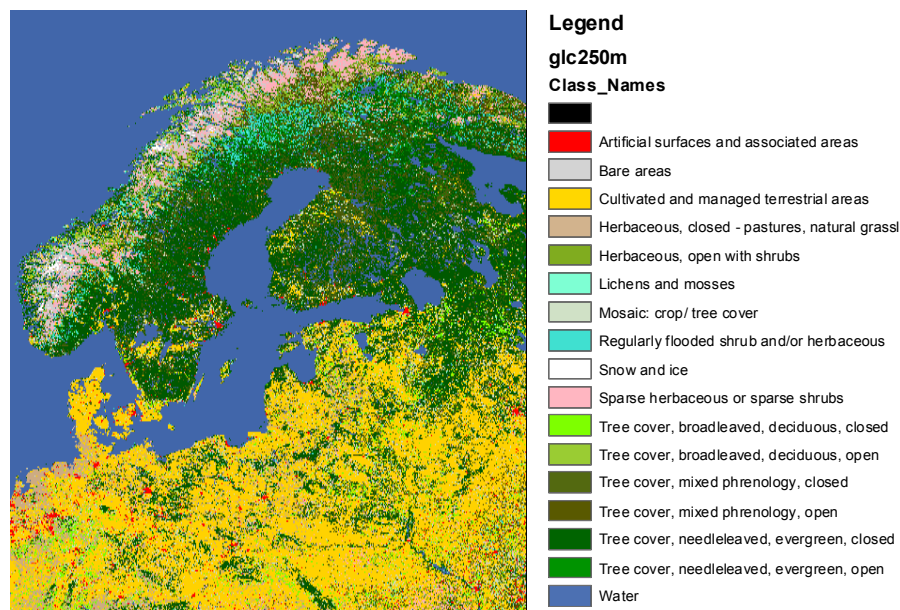 Legend
glc250m
Class_Names
Artificial surfaces and associated areas
Bare areas
Cultivated and managed terrestrial areas
Herbaceous, closed - pastures, natural grassl
Herbaceous, open with shrubs
Lichens and mosses
Mosaic: crop/ tree cover
Regularly flooded shrub and/or herbaceous
Snow and ice
Sparse herbaceous or sparse shrubs
Tree cover, broadleaved, deciduous, closed
Tree cover, broadleaved, deciduous, open
Tree cover, mixed phrenology, closed
Tree cover, mixed phrenology, open
Tree cover, needleleaved, evergreen, closed
Tree cover, needleleaved, evergreen, open
Water